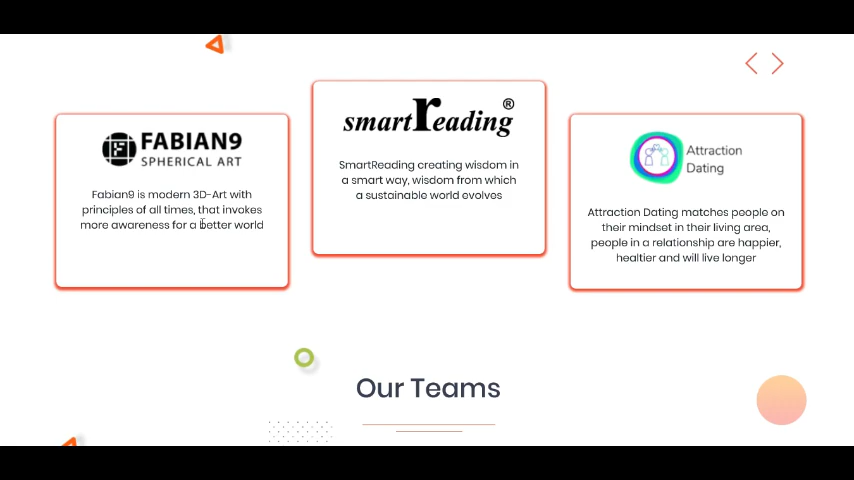 FABIAN9
SPHERICAL ART
Fabian9 is modern 3D-Art with
principles of all times, that invokes
more awareness for a better world
smartreading®
SmartReading creating wisdom in
a smart way, wisdom from which
a sustainable world evolves
Attraction
Dating
Attraction Dating matches people on
their mindset in their living area,
people in a relationship are happier,
healtier and will live longer
Our Teams